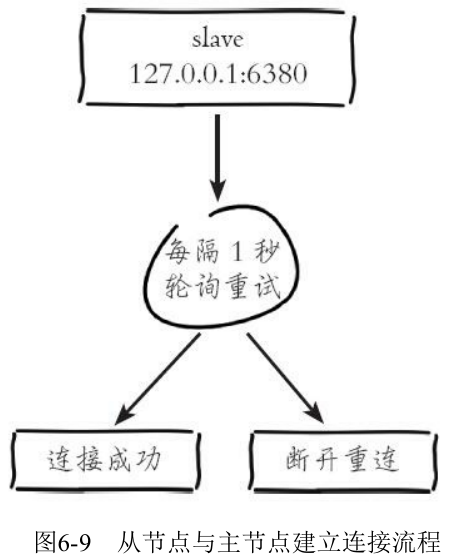 slave
127.0.0.1:6380
每隔 1 秒
轮询重试
连接成功
断开重连
图6-9 从节点与主节点建立连接流程